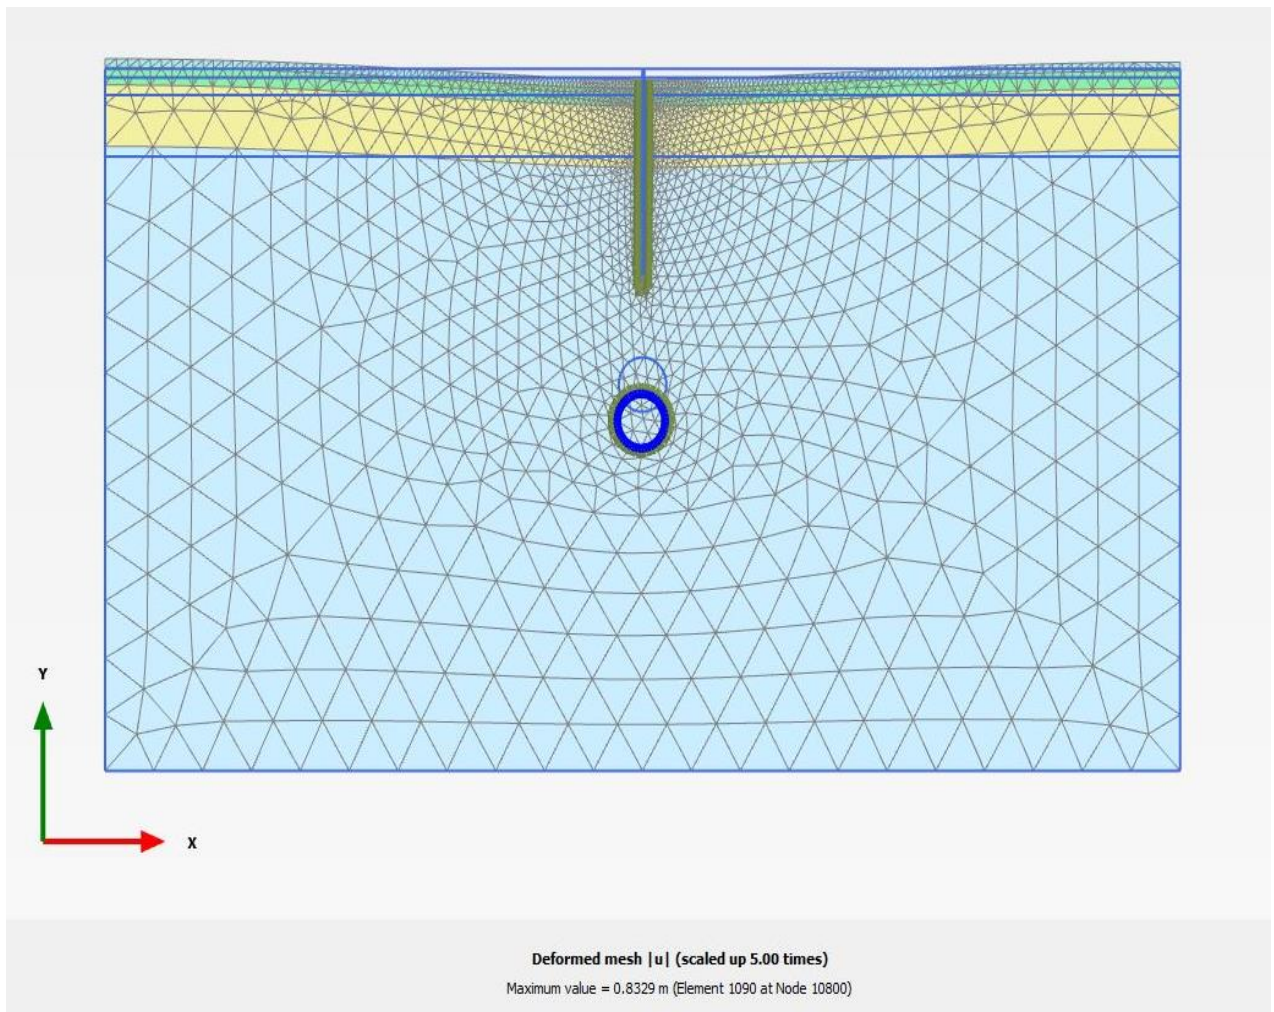 Y
X
Deformed mesh |u| (scaled up 5.00 times)
Maximum value = 0.8329 m (Element 1090 at Node 10800)